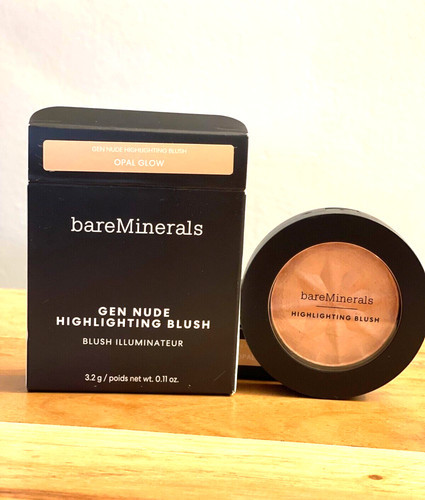 GEN NUDE HIGHLIGHTING BLUSH
OPAL GLOW
bareMinerals
GEN NUDE
HIGHLIGHTING BLUSH
BLUSH ILLUMINATEUR
3.2 g / poids net wt. 0.11 oz.
bareMinerals
HIGHLIGHTING BLUSH